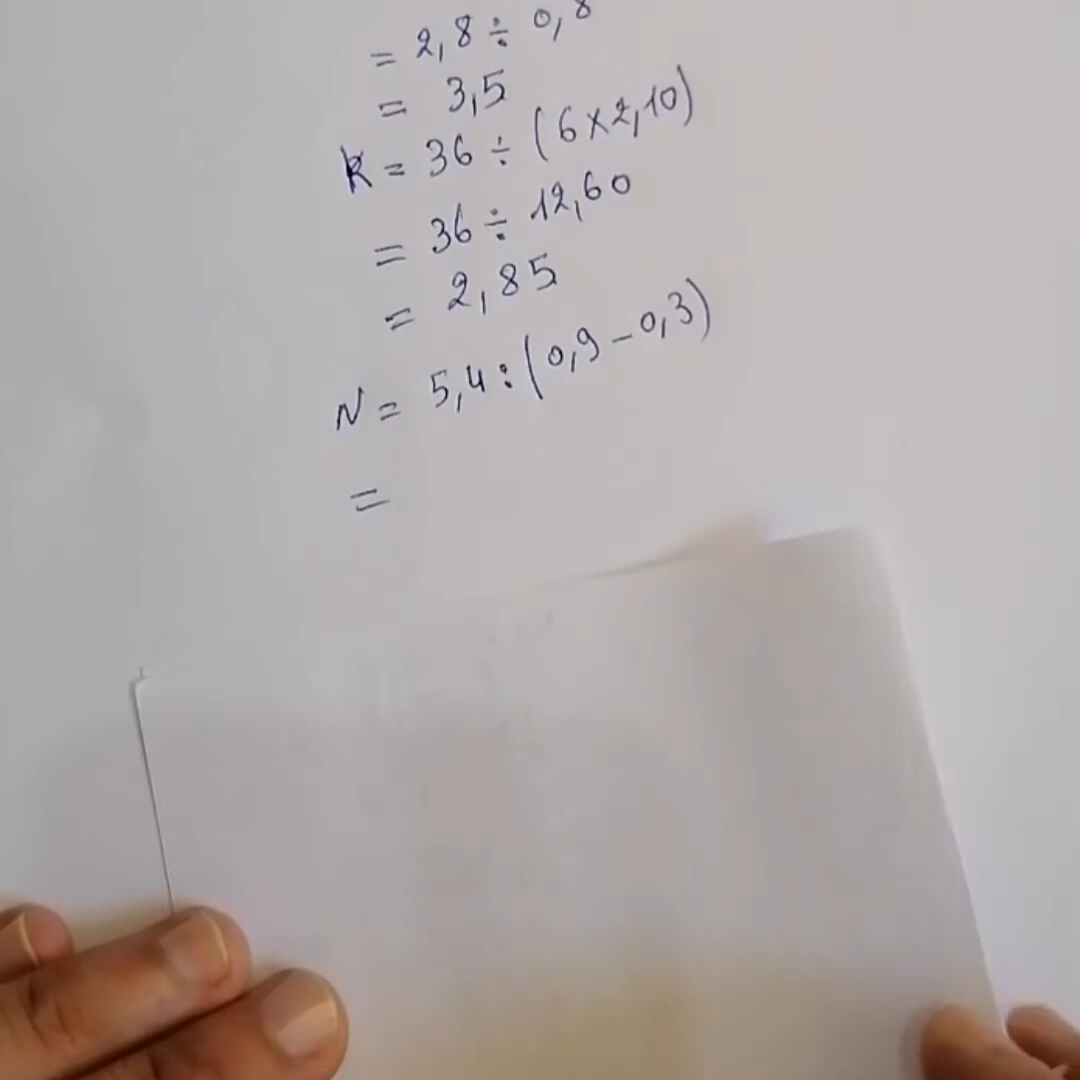 = 2,8 ÷ 0,8
= 3,5
K = 36 ÷ (6×2,10)
= 36 ÷ 12,60
= 2,85
N = 5,4 : (0,9 - 0,3)
=